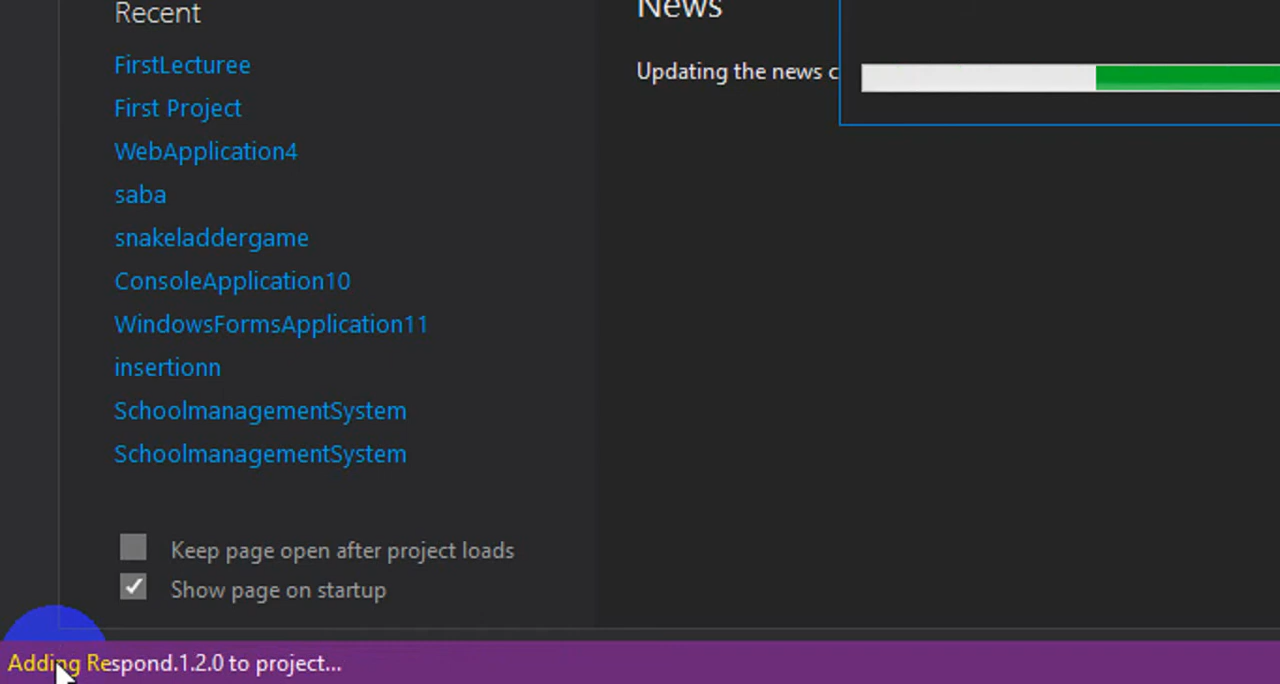 Recent
FirstLecturee
First Project
WebApplication4
saba
snakeladdergame
ConsoleApplication10
WindowsFormsApplication11
insertionn
SchoolmanagementSystem
SchoolmanagementSystem
Keep page open after project loads
Show page on startup
News
Updating the news c
Adding Respond.1.2.0 to project...